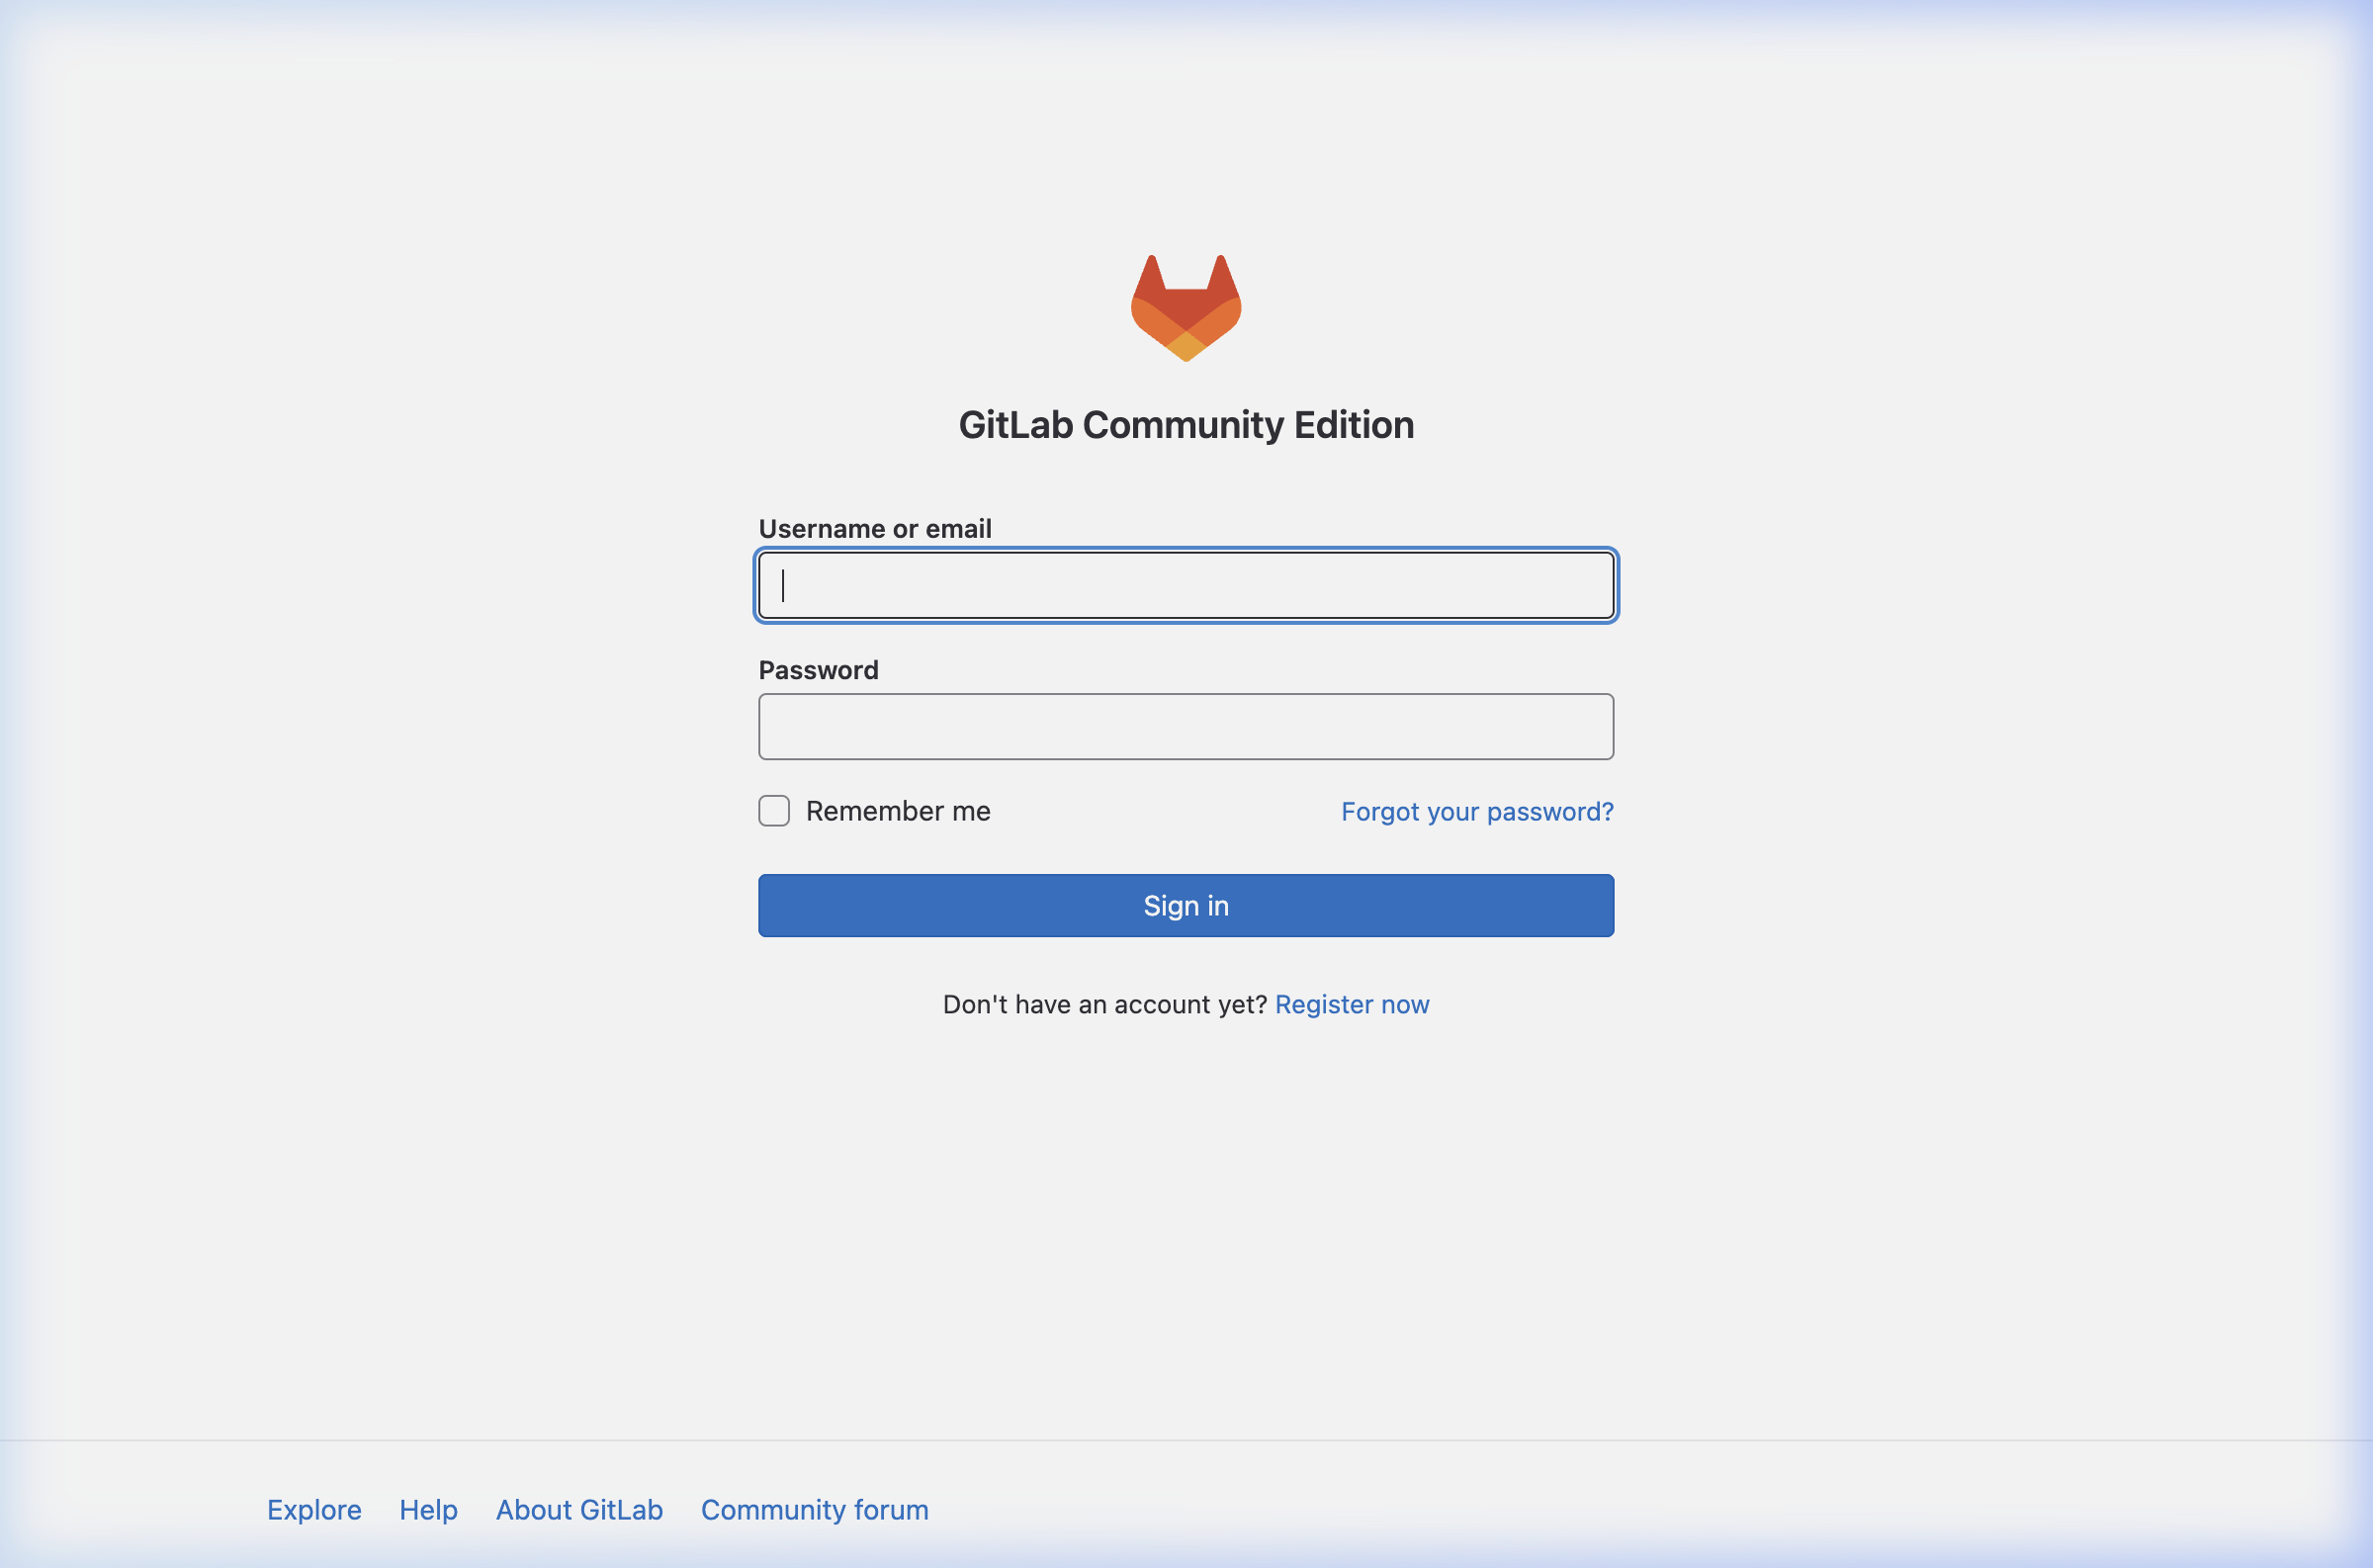 GitLab Community Edition
Username or email
Password
Remember me
Forgot your password?
Sign in
Don't have an account yet? Register now
Explore Help About GitLab Community forum